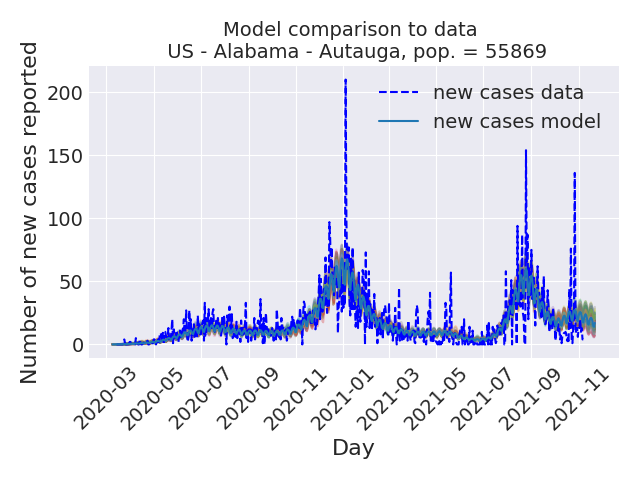 Model comparison to data
US - Alabama - Autauga, pop. = 55869
Number of new cases reported
200
150
100
50
0
new cases data
new cases model
2020-03
2020-05
2020-07
2020-09
2020-11
2021-01
2021-03
2021-05
2021-07
2021-09
2021-11
Day